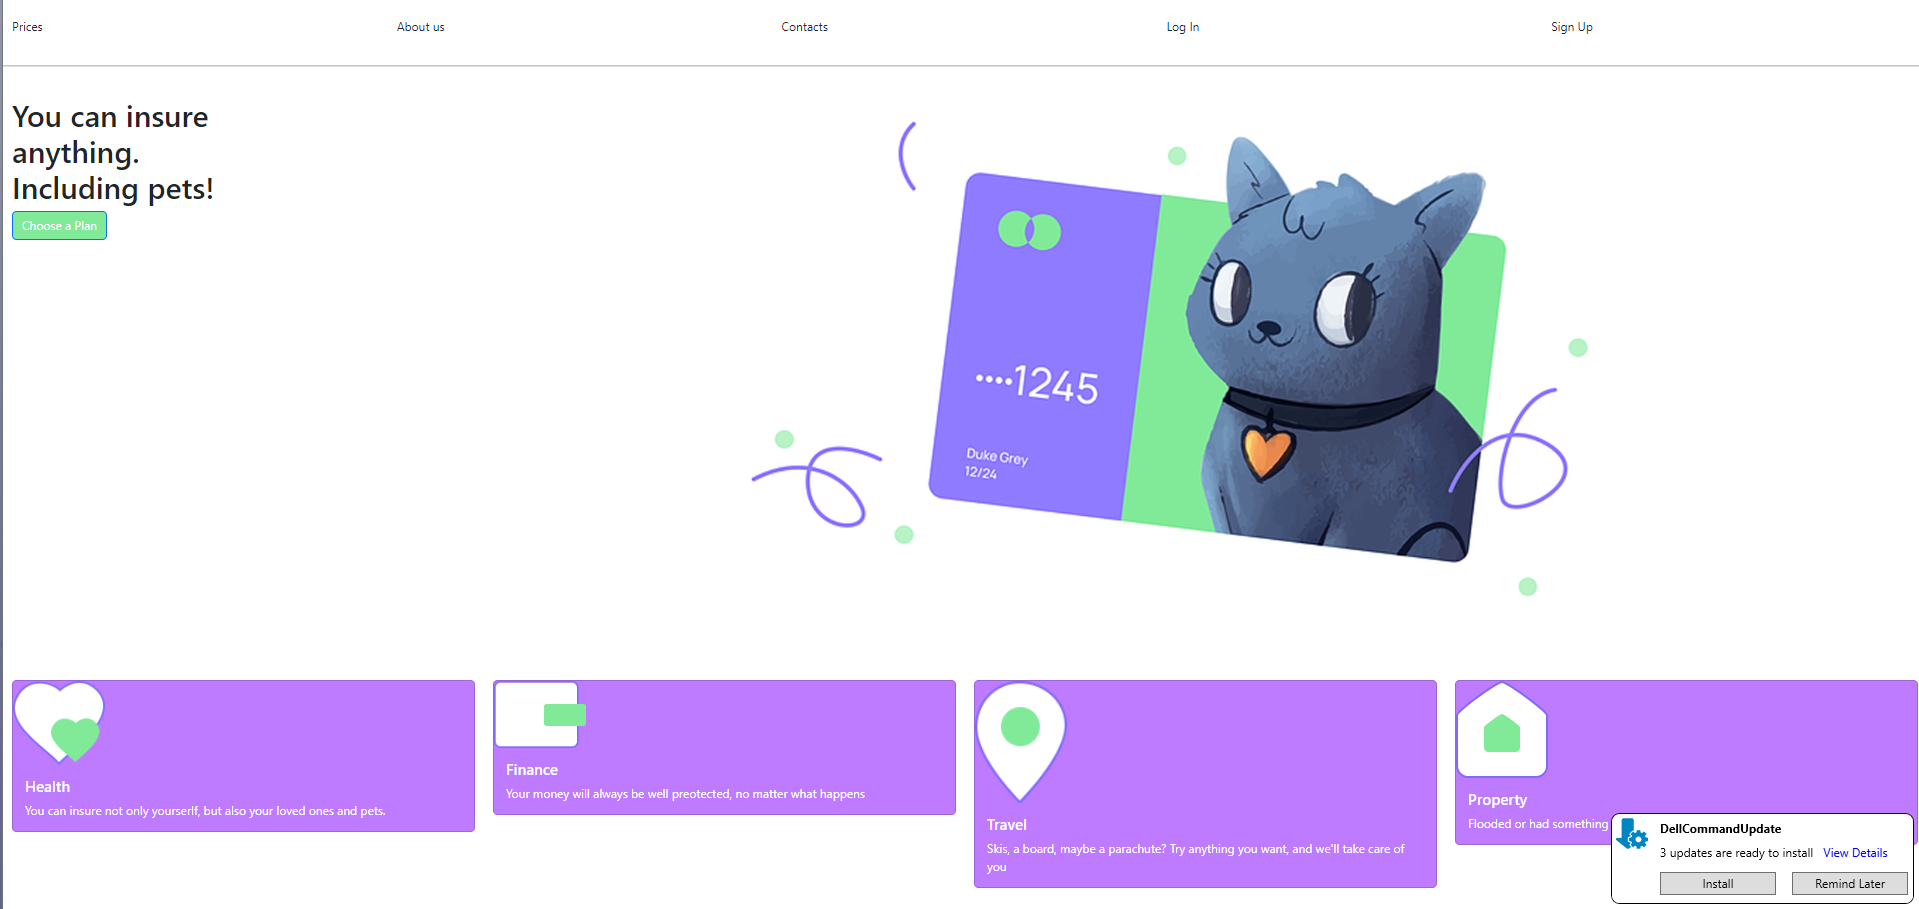 Prices
About us
Contacts
Log In
Sign Up
You can insure
anything.
Including pets!
Choose a Plan
••••1245
Duke Grey
12/24
Health
You can insure not only yourserlf, but also your loved ones and pets.
Finance
Your money will always be well preotected, no matter what happens
Travel
Skis, a board, maybe a parachute? Try anything you want, and we'll take care of
you
Property
Flooded or had something
DellCommandUpdate
3 updates are ready to install View Details
Install
Remind Later